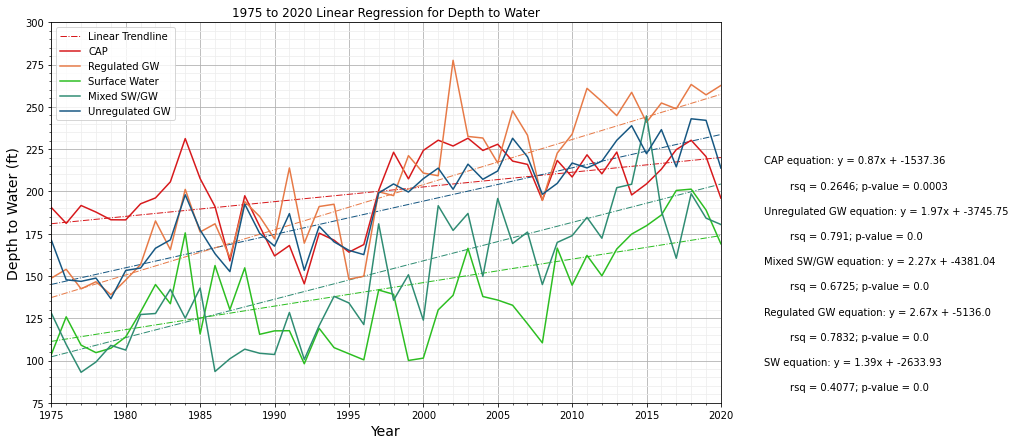 1975 to 2020 Linear Regression for Depth to Water
Depth to Water (ft)
300
275
250
225
200
175
150
125
100
75
Linear Trendline
CAP
Regulated GW
Surface Water
Mixed SW/GW
Unregulated GW
1975
1980
1985
1990
1995
2000
2005
2010
2015
2020
Year
CAP equation: y = 0.87x + -1537.36
rsq = 0.2646; p-value = 0.0003
Unregulated GW equation: y = 1.97x + -3745.75
rsq = 0.791; p-value = 0.0
Mixed SW/GW equation: y = 2.27x + -4381.04
rsq = 0.6725; p-value = 0.0
Regulated GW equation: y = 2.67x + -5136.0
rsq = 0.7832; p-value = 0.0
SW equation: y = 1.39x + -2633.93
rsq = 0.4077; p-value = 0.0